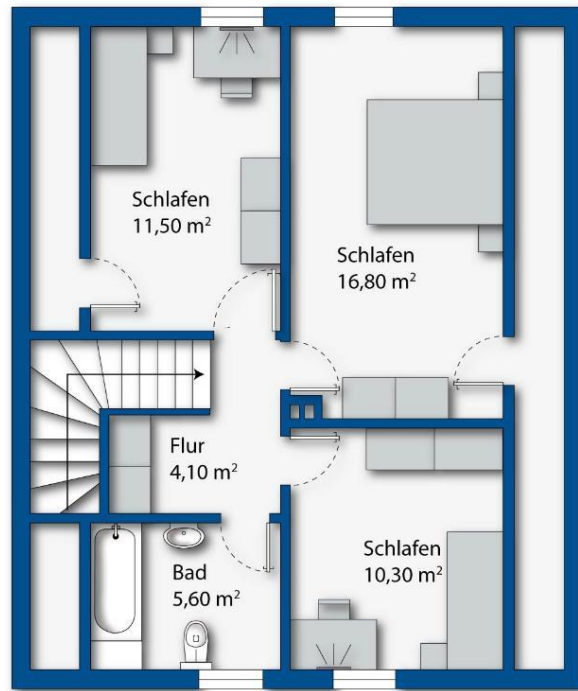 Schlafen
11,50 m²
Schlafen
16,80 m²
Flur
4,10 m²
Schlafen
10,30 m²
Bad
5,60 m²